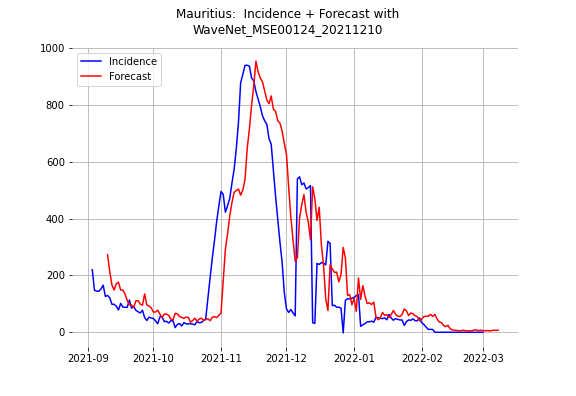 Mauritius:  Incidence + Forecast with
WaveNet_MSE00124_20211210
Incidence
Forecast
1000
800
600
400
200
0
2021-09 2021-10 2021-11 2021-12 2022-01 2022-02 2022-03